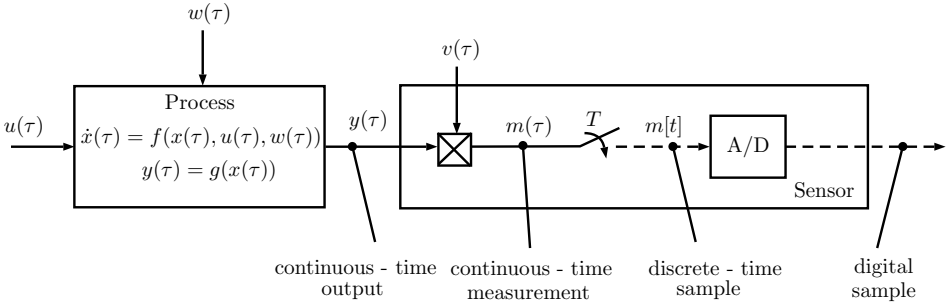 w(τ)
v(τ)
Process
u(τ)
ẋ(τ) = f(x(τ), u(τ), w(τ))
y(τ) = g(x(τ))
y(τ)
m(τ)
T
m[t]
A/D
Sensor
continuous - time
output
continuous - time
measurement
discrete - time
sample
digital
sample